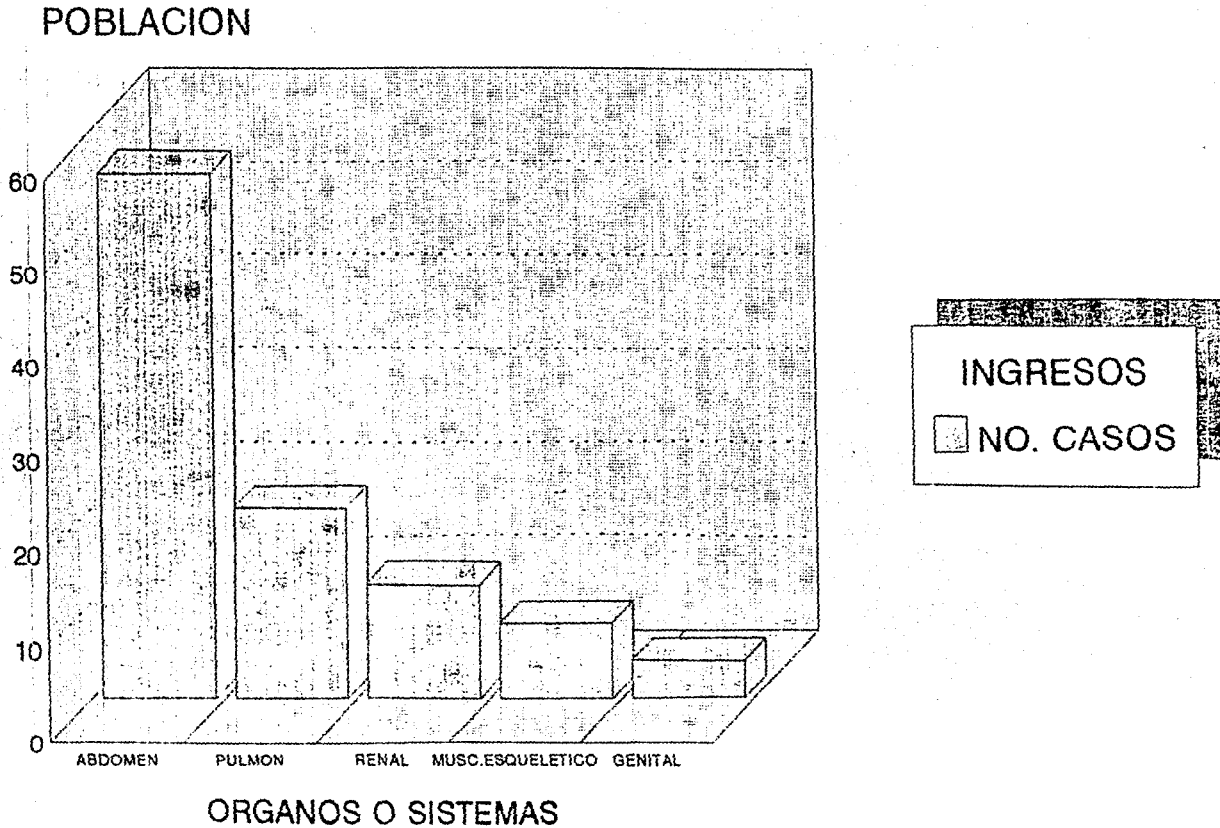 POBLACION
60
50
40
30
20
10
0
ABDOMEN PULMON RENAL MUSC.ESQUELETICO GENITAL
ORGANOS O SISTEMAS
INGRESOS
NO. CASOS